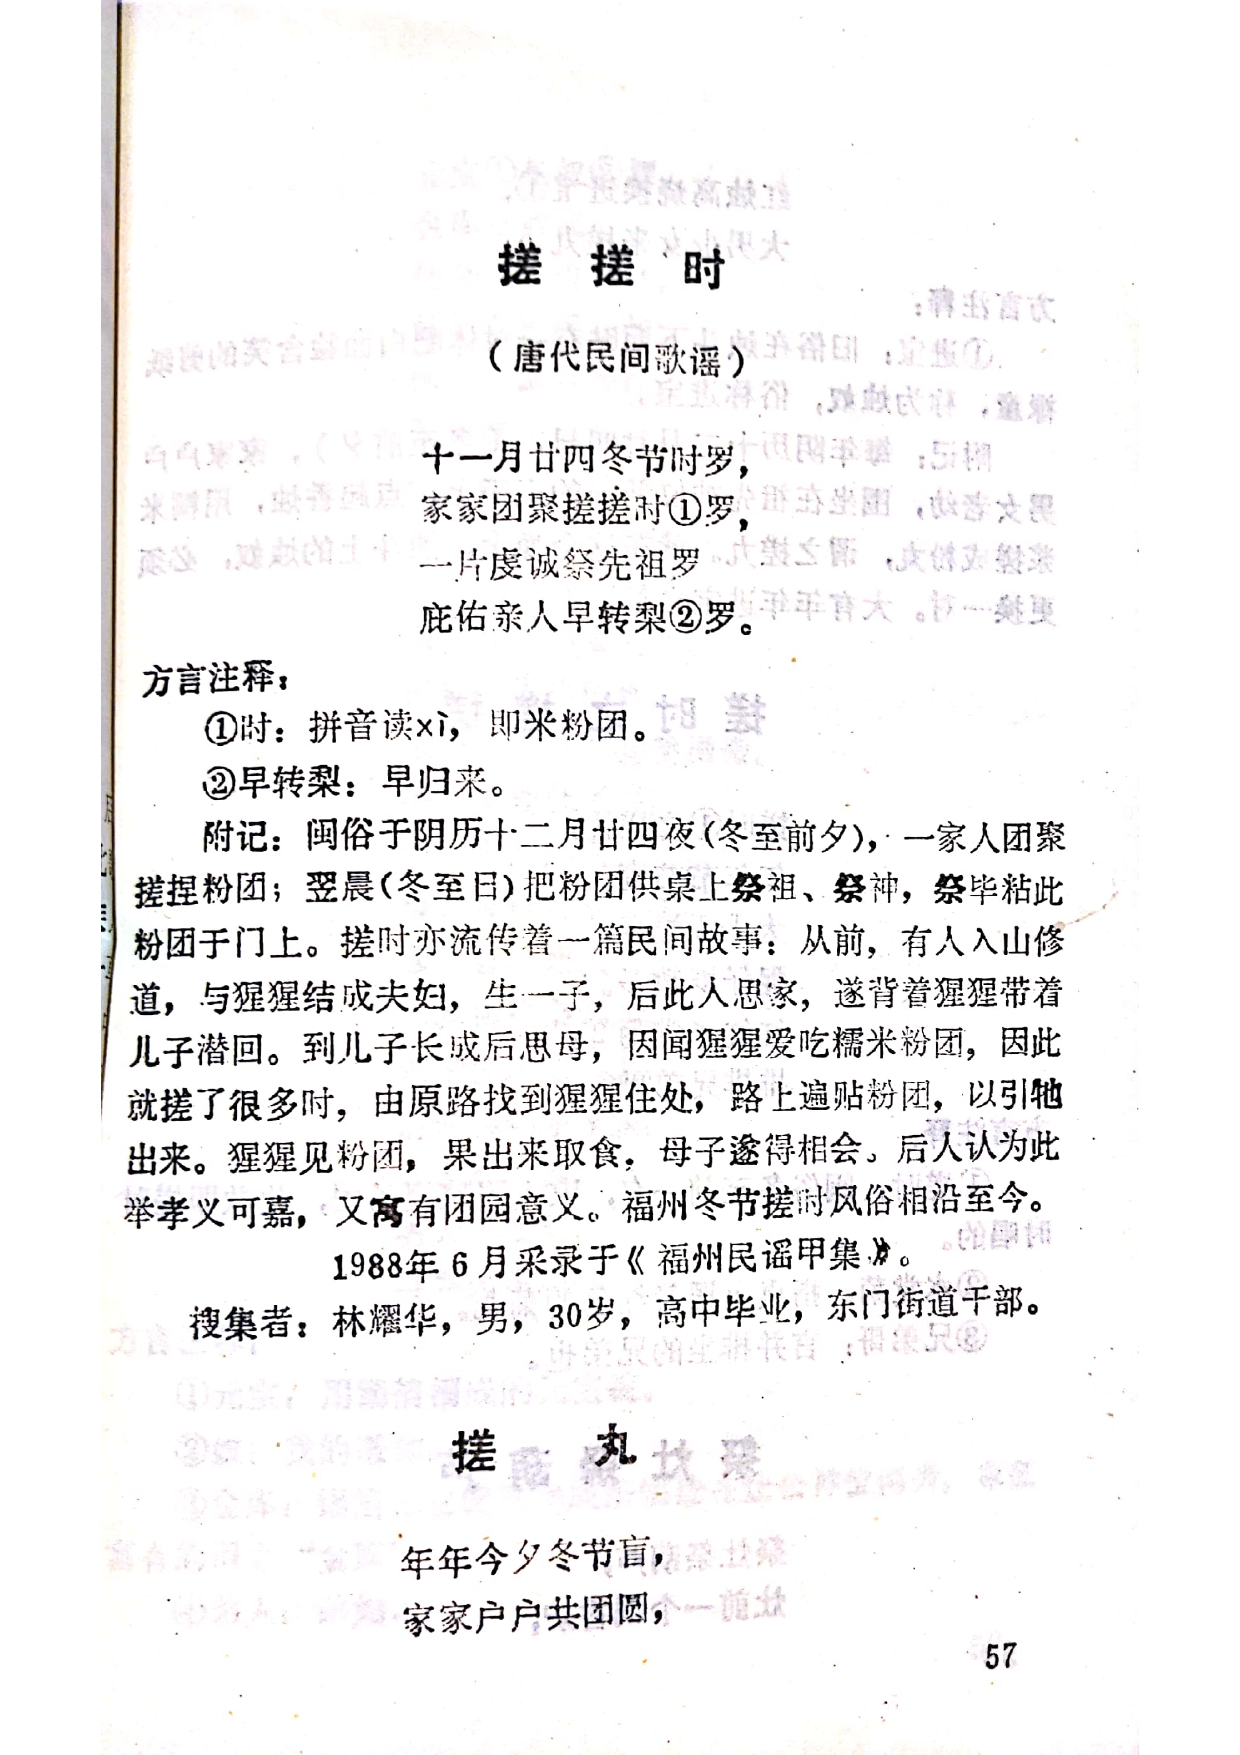 搓搓时
（唐代民间歌谣）
十一月廿四冬节时罗，
家家团聚搓搓时①罗，
一片虔诚祭先祖罗
庇佑亲人早转梨②罗。
方言注释：
①时：拼音读xì，即米粉团。
②早转梨：早归来。
附记：闽俗于阴历十二月廿四夜（冬至前夕），一家人团聚
搓捏粉团；翌晨（冬至日）把粉团供桌上祭祖、祭神，祭毕粘此
粉团于门上。搓时亦流传着一篇民间故事：从前，有人入山修
道，与猩猩结成夫妇，生一子，后此人思家，遂背着猩猩带着
儿子潜回。到儿子长成后思母，因闻猩猩爱吃糯米粉团，因此
就搓了很多时，由原路找到猩猩住处，路上遍贴粉团，以引牠
出来。猩猩见粉团，果出来取食，母子遂得相会。后人认为此
举孝义可嘉，又寓有团园意义。福州冬节搓时风俗相沿至今。
1988年6月采录于《福州民谣甲集》。
搜集者：林耀华，男，30岁，高中毕业，东门街道干部。
搓丸
年年今夕冬节盲，
家家户户共团圆，
57